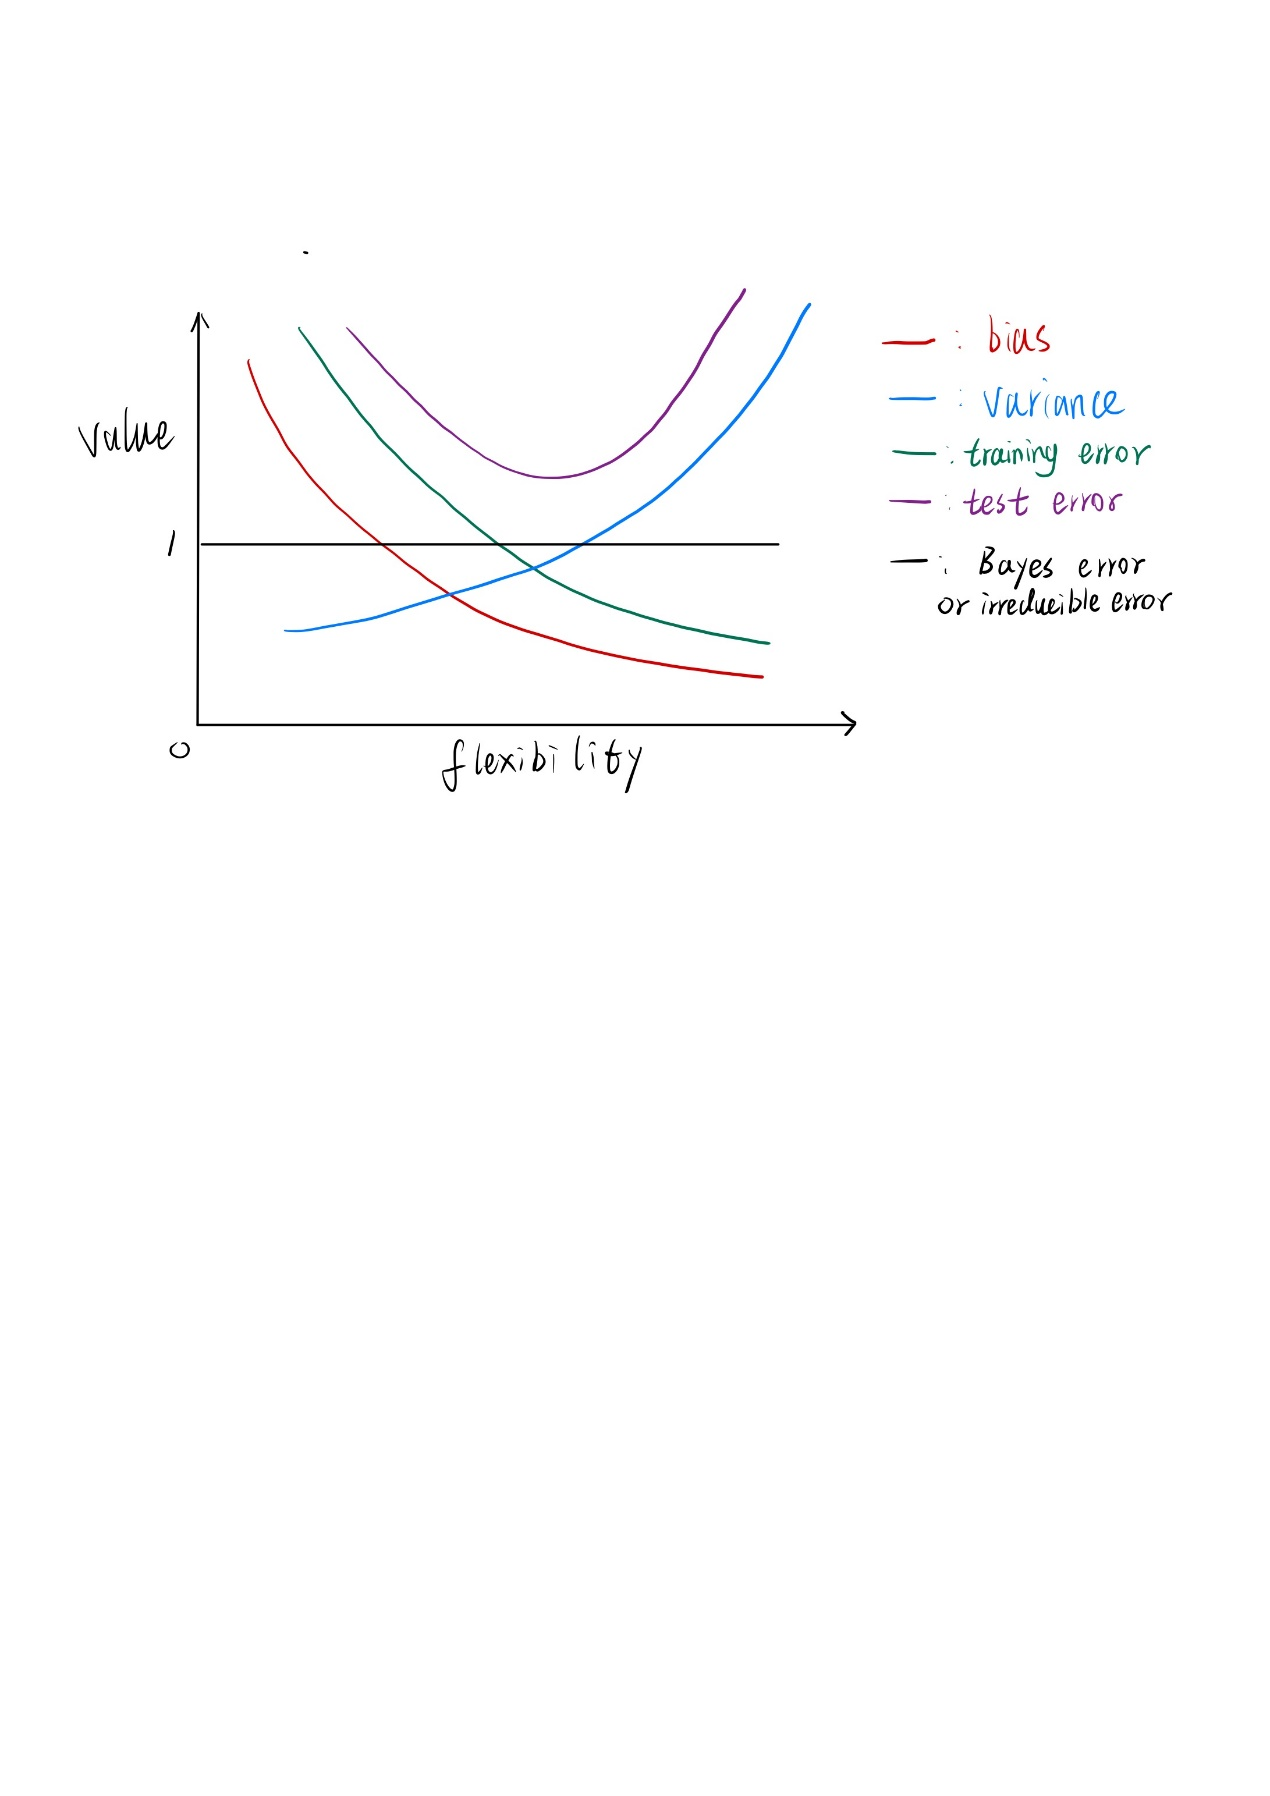 value
1
0
flexibility
: bias
: variance
: training error
: test error
: Bayes error
or irreducible error